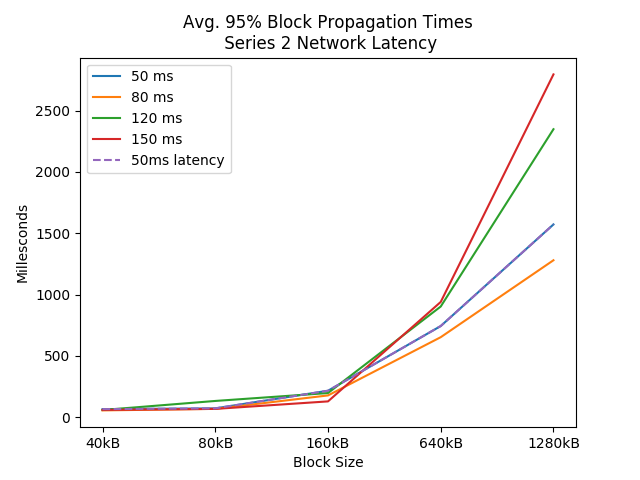 Avg. 95% Block Propagation Times
Series 2 Network Latency
50 ms
80 ms
120 ms
150 ms
50ms latency
Millesconds
2500
2000
1500
1000
500
0
40kB 80kB 160kB 640kB 1280kB
Block Size